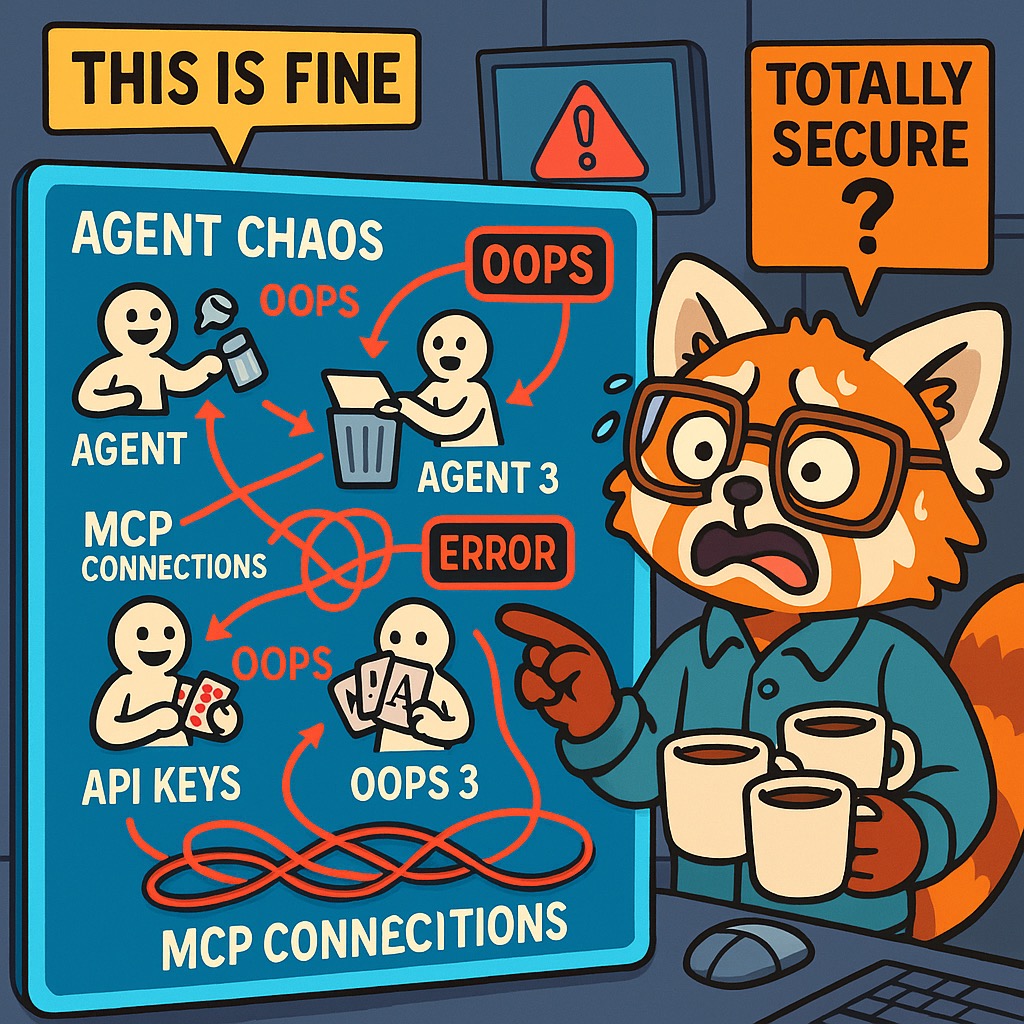 THIS IS FINE
TOTALLY
SECURE
?
!
AGENT CHAOS
OOPS
OOPS
AGENT
AGENT 3
MCP
CONNECTIONS
ERROR
OOPS
! A
API KEYS
OOPS 3
MCP CONNECITIONS